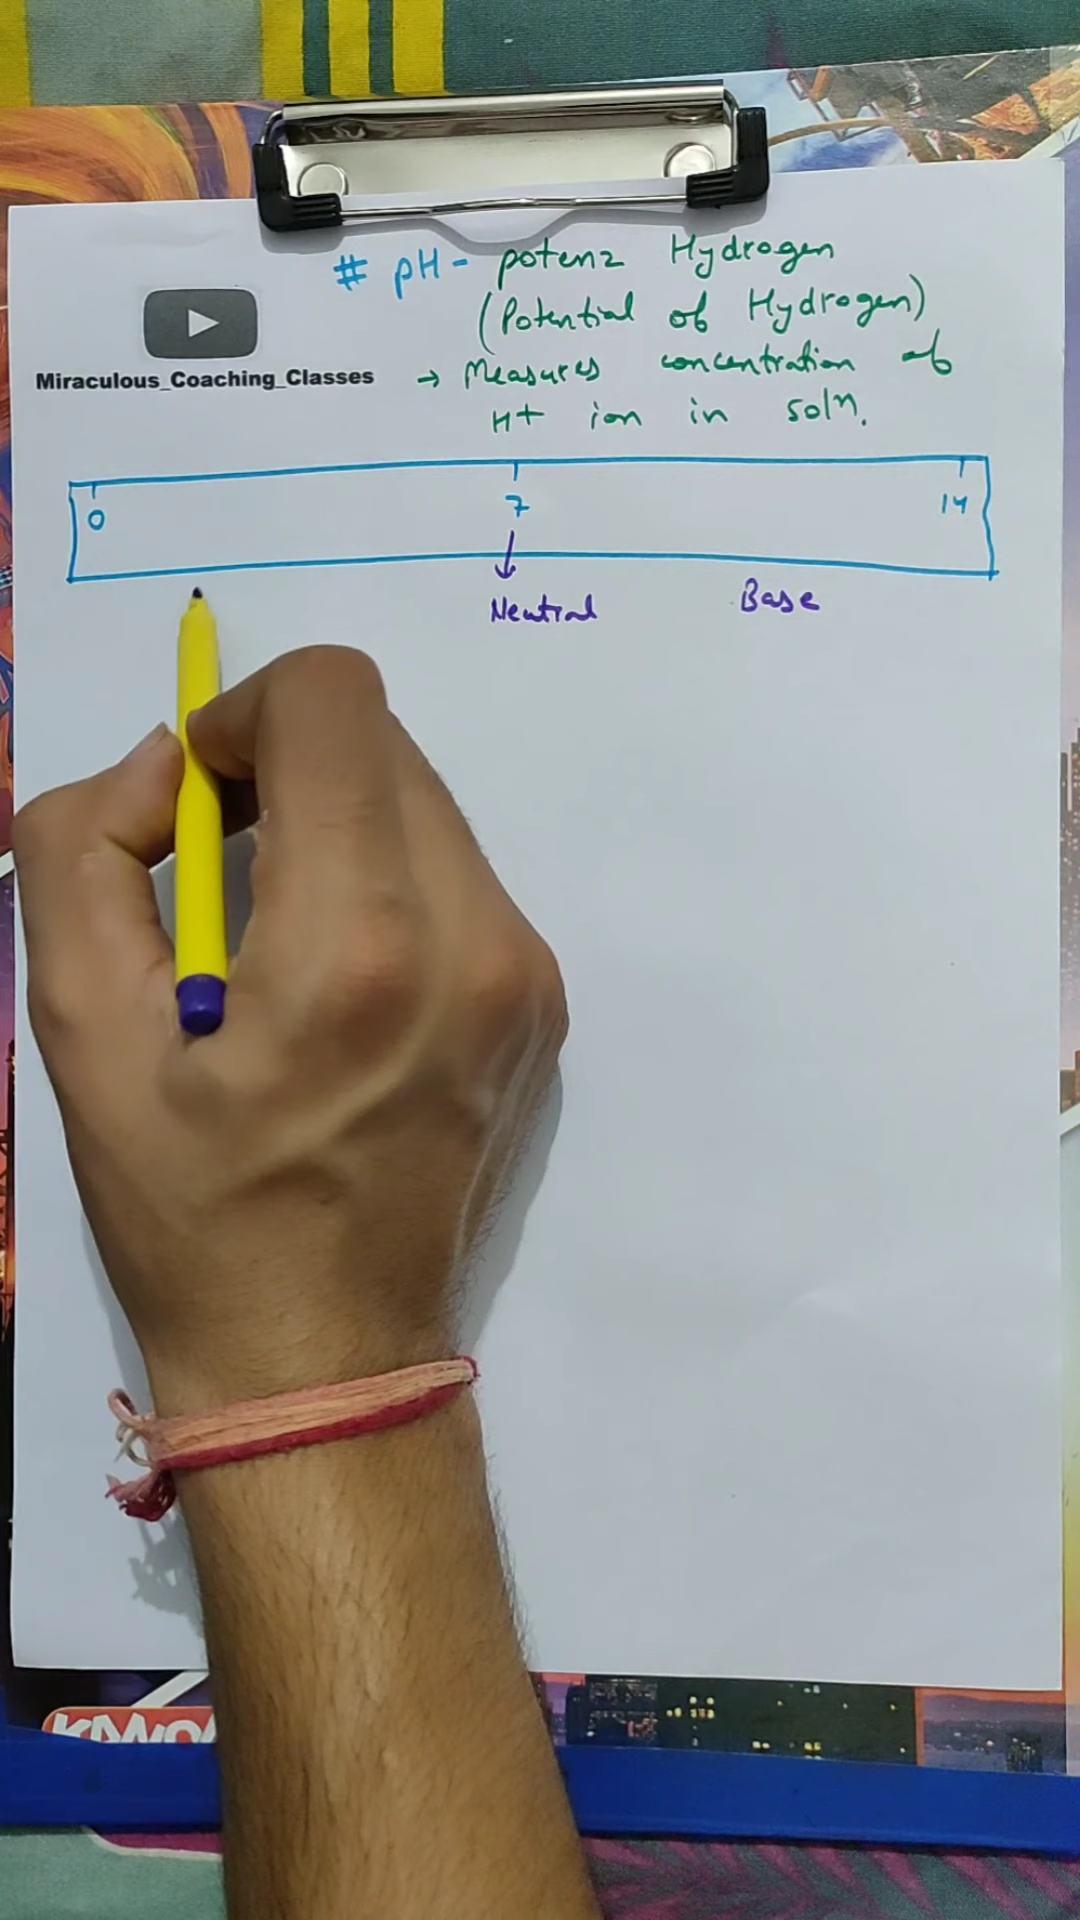 # pH - potenz Hydrogen
(Potential of Hydrogen)
Miraculous_Coaching_Classes
→ Measures concentration of
H+ ion in soln.
0 7 14
Neutral Base